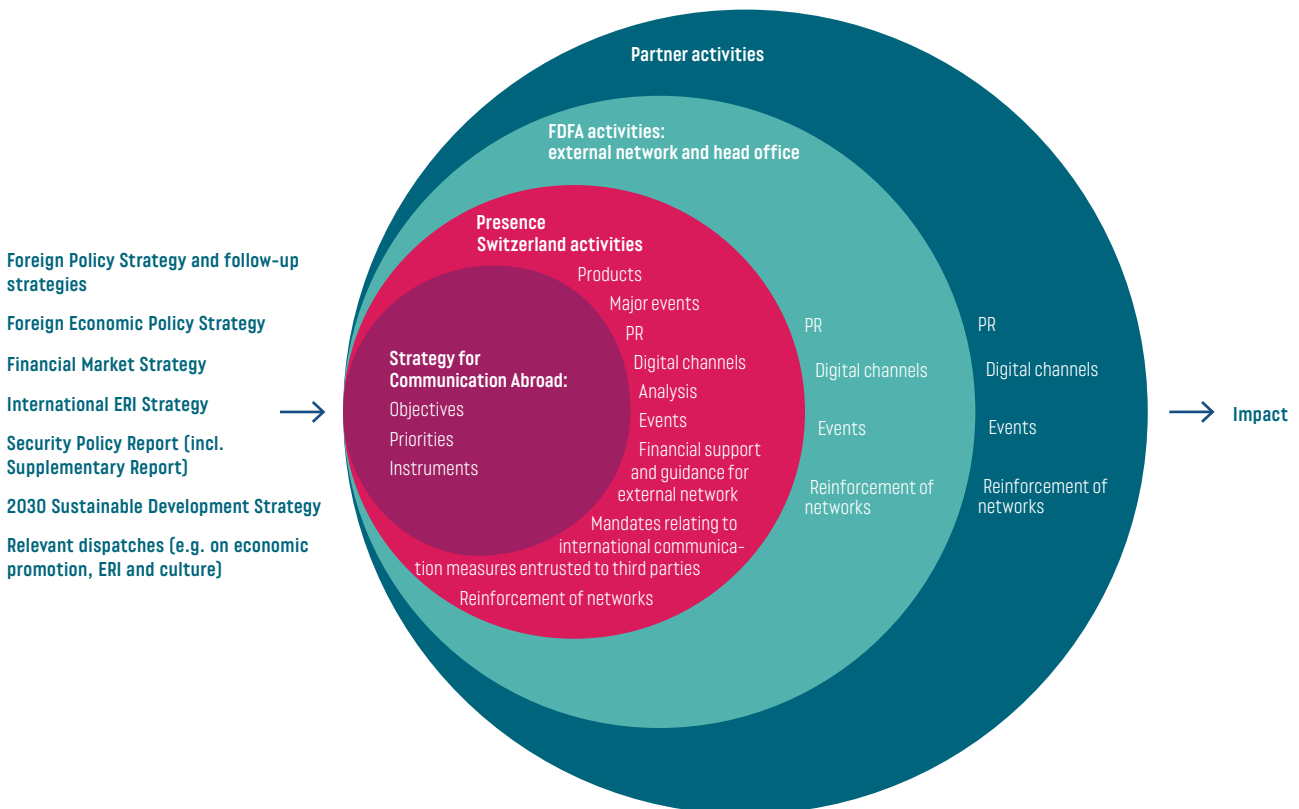 Partner activities
FDFA activities:
external network and head office
Presence
Switzerland activities
Products
Major events
PR
Digital channels
Analysis
Events
Financial support
and guidance for
external network
Mandates relating to
international communica-
tion measures entrusted to third parties
Reinforcement of networks
Strategy for
Communication Abroad:
Objectives
Priorities
Instruments
Foreign Policy Strategy and follow-up
strategies
Foreign Economic Policy Strategy
Financial Market Strategy
International ERI Strategy
Security Policy Report (incl.
Supplementary Report)
2030 Sustainable Development Strategy
Relevant dispatches (e.g. on economic
promotion, ERI and culture)
PR
Digital channels
Events
Reinforcement of
networks
PR
Digital channels
Events
Reinforcement of
networks
Impact